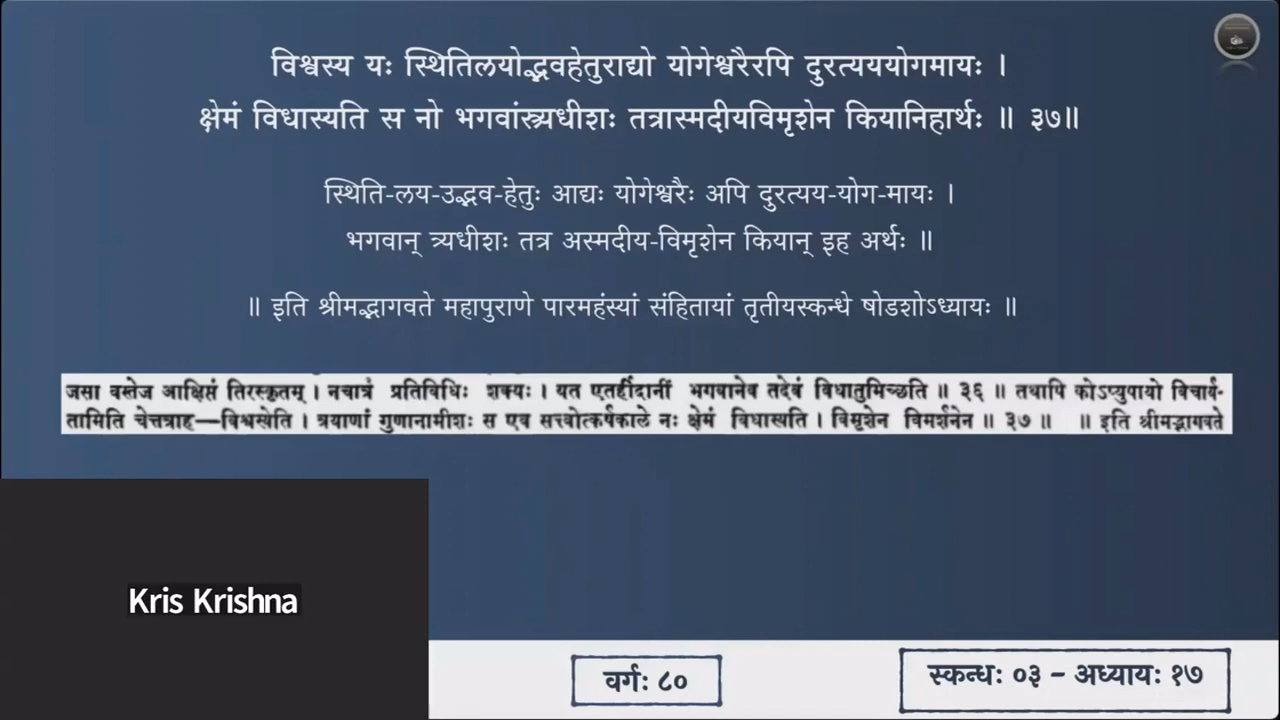 विश्वस्य यः स्थितिलयोद्भवहेतुराद्यो योगेश्वरैरपि दुरत्यययोगमायः ।
क्षेमं विधास्यति स नो भगवांस्त्र्यधीशः तत्रास्मदीयविमृशेन कियानिहार्थः ॥ ३७॥
स्थिति-लय-उद्भव-हेतुः आद्यः योगेश्वरैः अपि दुरत्यय-योग-मायः ।
भगवान् त्र्यधीशः तत्र अस्मदीय-विमृशेन कियान् इह अर्थः ॥
॥ इति श्रीमद्भागवते महापुराणे पारमहंस्यां संहितायां तृतीयस्कन्धे षोडशोऽध्यायः ॥
जसा वस्तेज आक्षिप्तं तिरस्कृतम् । नचात्रं प्रतिविधिः शक्यः । यत एतर्हीदानीं भगवानेव तदेवं विधातुमिच्छति ॥ ३६ ॥ तथापि कोऽप्युपायो विचार्य-
तामिति चेत्तत्राह—विश्वस्येति । त्रयाणां गुणानामीशः स एव सत्त्वोत्कर्षकाले नः क्षेमं विधास्यति । विमृशेन विमर्शनेन ॥ ३७ ॥ ॥ इति श्रीमद्भागवते
Kris Krishna
वर्गः ८०
स्कन्धः ०३ - अध्यायः १७